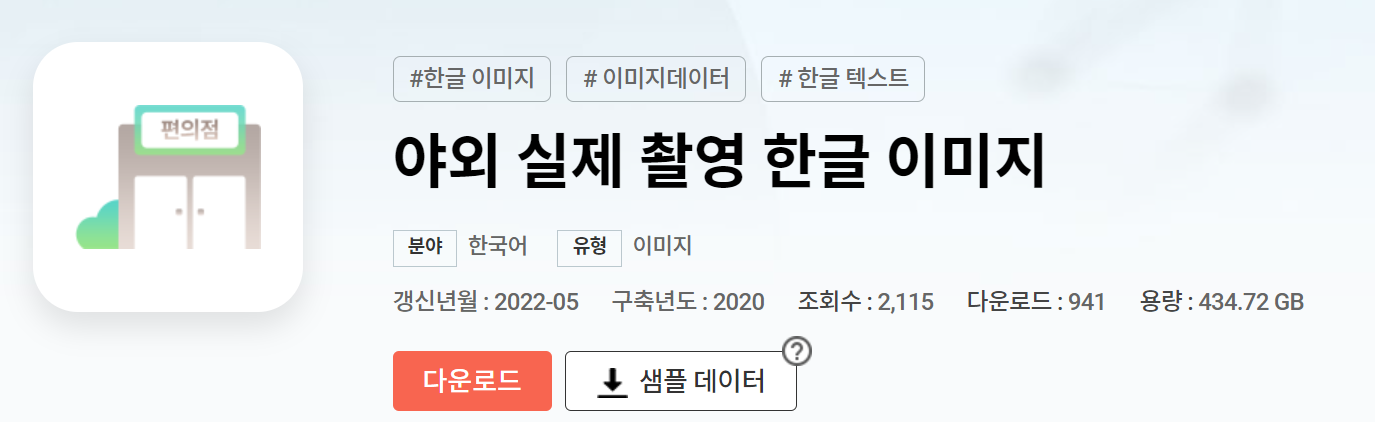 편의점
#한글 이미지 # 이미지데이터 # 한글 텍스트
야외 실제 촬영 한글 이미지
분야 한국어 유형 이미지
갱신년월 : 2022-05 구축년도 : 2020 조회수 : 2,115 다운로드 : 941 용량 : 434.72 GB
다운로드 샘플 데이터 ?